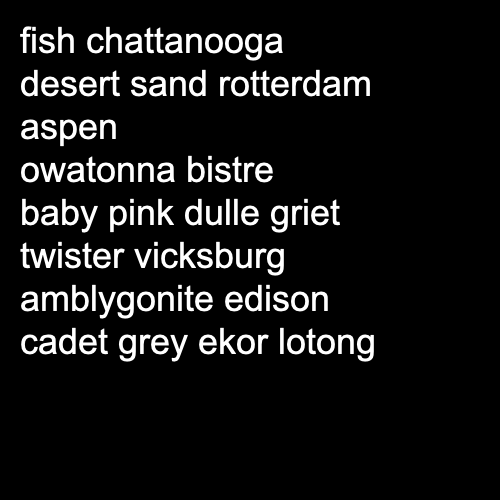 fish chattanooga
desert sand rotterdam
aspen
owatonna bistre
baby pink dulle griet
twister vicksburg
amblygonite edison
cadet grey ekor lotong